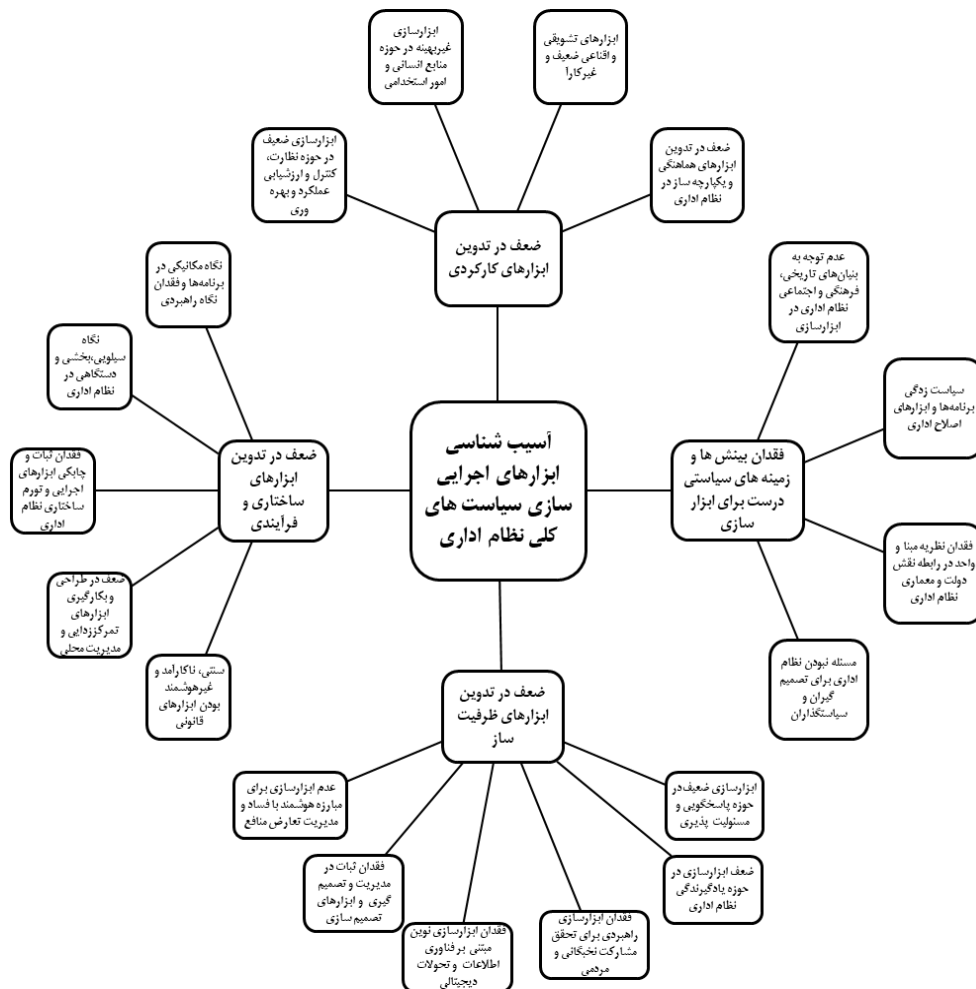 ابزارسازی
غیربهینه در حوزه
منابع انسانی و
امور استخدامی
ابزارهای تشویقی
و اقناعی ضعیف و
غیرکارآ
ابزارسازی ضعیف
در حوزه نظارت،
کنترل و ارزشیابی
عملکرد و بهره
وری
ضعف در تدوین
ابزارهای هماهنگی
و یکپارچه ساز در
نظام اداری
ضعف در تدوین
ابزارهای کارکردی
عدم توجه به
بنیان‌های تاریخی،
فرهنگی و اجتماعی
نظام اداری در
ابزارسازی
سیاست زدگی
برنامه‌ها و ابزارهای
اصلاح اداری
فقدان بینش ها و
زمینه های سیاستی
درست برای ابزار
سازی
فقدان نظریه مبنا و
واحد در رابطه نقش
دولت و معماری
نظام اداری
مسئله نبودن نظام
اداری برای تصمیم
گیران و
سیاستگذاران
آسیب شناسی
ابزارهای اجرایی
سازی سیاست های
کلی نظام اداری
نگاه مکانیکی در
برنامه‌ها و فقدان
نگاه راهبردی
نگاه
سیلویی،بخشی و
دستگاهی در
نظام اداری
ضعف در تدوین
ابزارهای
ساختاری و
فرآیندی
فقدان ثبات و
چابکی ابزارهای
اجرایی و تورم
ساختاری نظام
اداری
ضعف در طراحی
و بکارگیری
ابزارهای
تمرکززدایی و
مدیریت محلی
سنتی، ناکارآمد و
غیرهوشمند
بودن ابزارهای
قانونی
ضعف در تدوین
ابزارهای ظرفیت
ساز
ابزارسازی ضعیف در
حوزه پاسخگویی و
مسئولیت پذیری
ضعف ابزارسازی در
حوزه یادگیرندگی
نظام اداری
فقدان ابزارسازی
راهبردی برای تحقق
مشارکت نخبگانی و
مردمی
فقدان ابزارسازی نوین
مبتنی بر فناوری
اطلاعات و تحولات
دیجیتالی
فقدان ثبات در
مدیریت و تصمیم
گیری و ابزارهای
تصمیم سازی
عدم ابزارسازی برای
مبارزه هوشمند با فساد و
مدیریت تعارض منافع